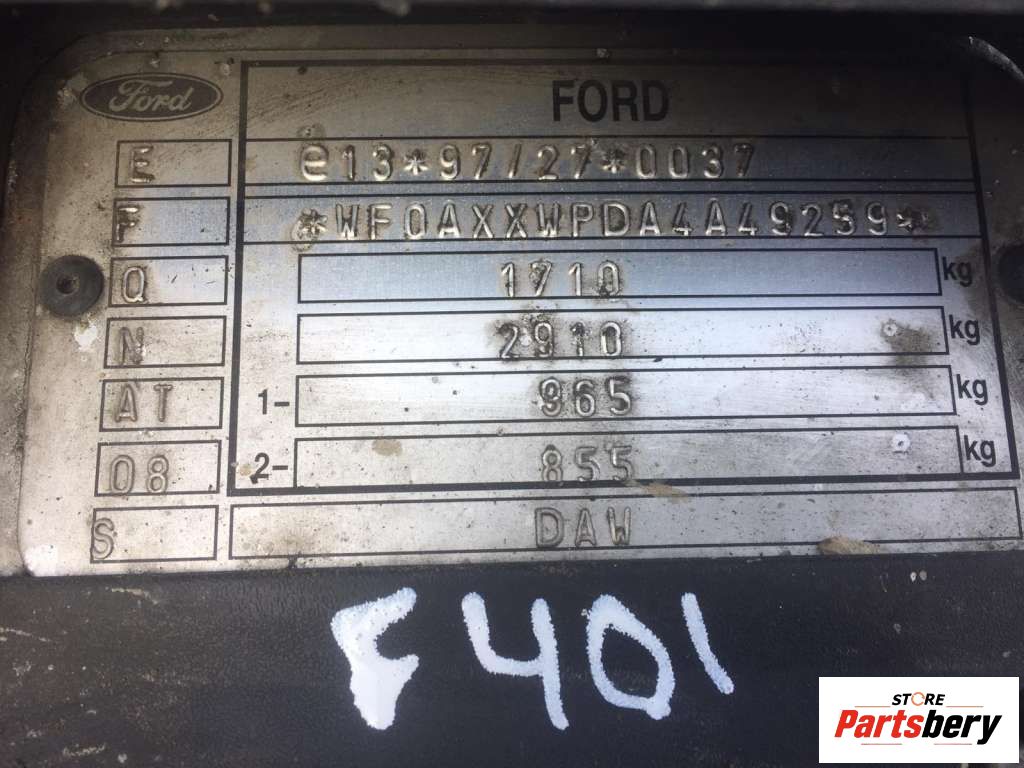 Ford FORD
E e13*97/27*0037
F *WF0AXXWPDA4A49259*
Q 1710 kg
N 2910 kg
AT 1- 965 kg
08 2- 855 kg
S DAW
F401
STORE
Partsbery